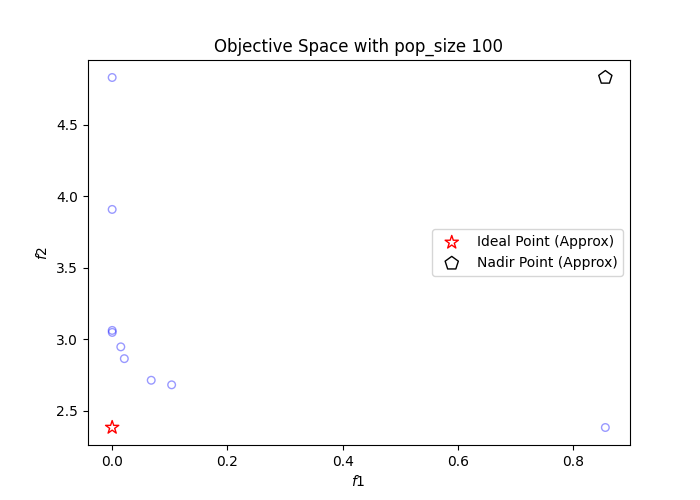 Objective Space with pop_size 100
4.5
4.0
3.5
3.0
2.5
f2
Ideal Point (Approx)
Nadir Point (Approx)
0.0 0.2 0.4 0.6 0.8
f1